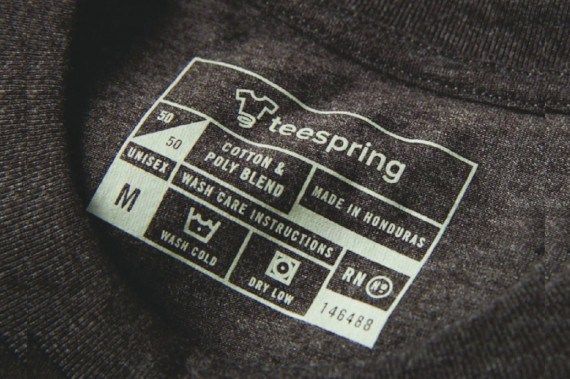 teespring
50
50
COTTON &
POLY BLEND
MADE IN HONDURAS
UNISEX
M
WASH CARE INSTRUCTIONS
WASH COLD
DRY LOW
RN Nº
146488